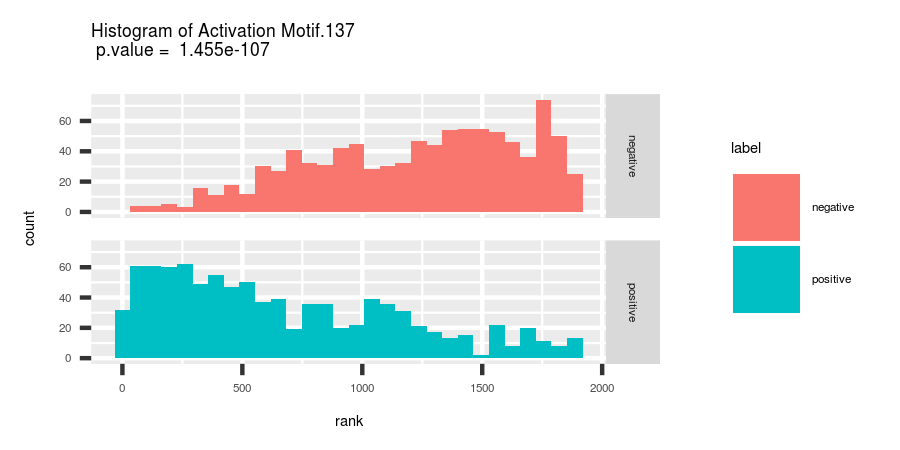 Histogram of Activation Motif.137
p.value = 1.455e-107
count
60
40
20
0
negative
60
40
20
0
positive
0
500
1000
1500
2000
rank
label
negative
positive